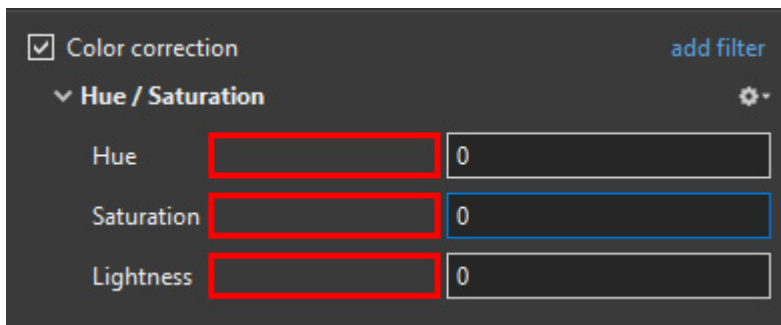 Color correction add filter
Hue / Saturation
Hue 0
Saturation 0
Lightness 0